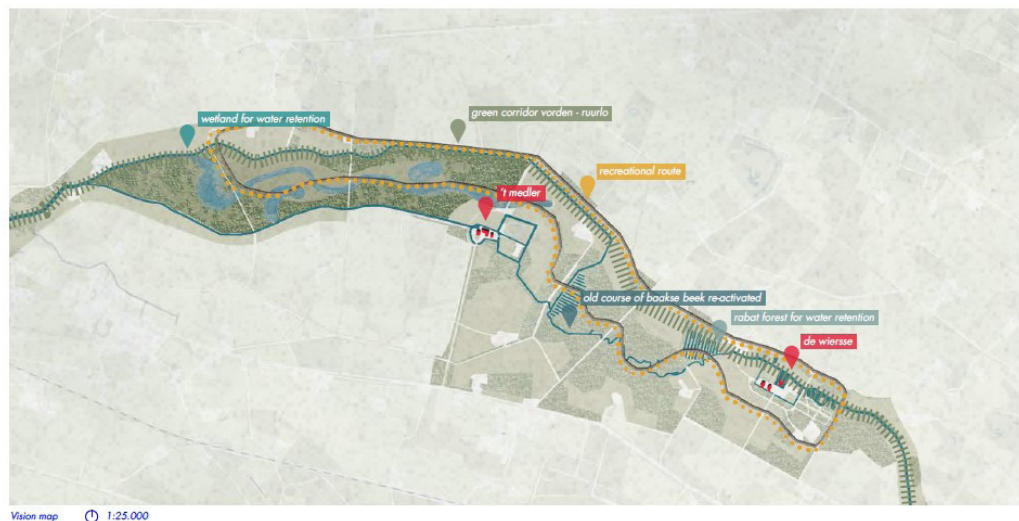 wetland for water retention
green corridor vorden - ruurlo
recreational route
't medler
old course of baakse beek re-activated
rabat forest for water retention
de wiersse
Vision map 1:25.000